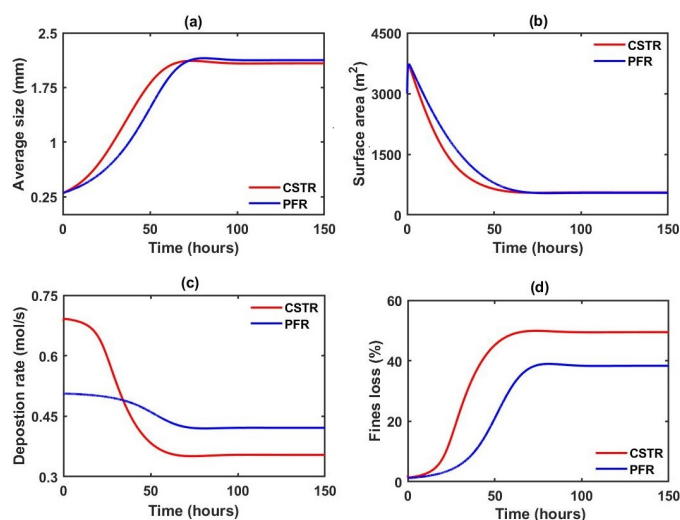 (a)
2.5
1.75
1
0.25
Average size (mm)
CSTR
PFR
0
50
100
150
Time (hours)
(b)
4500
3000
1500
0
Surface area (m²)
CSTR
PFR
0
50
100
150
Time (hours)
(c)
0.75
0.6
0.45
0.3
Depostion rate (mol/s)
CSTR
PFR
0
50
100
150
Time (hours)
(d)
60
40
20
0
Fines loss (%)
CSTR
PFR
0
50
100
150
Time (hours)